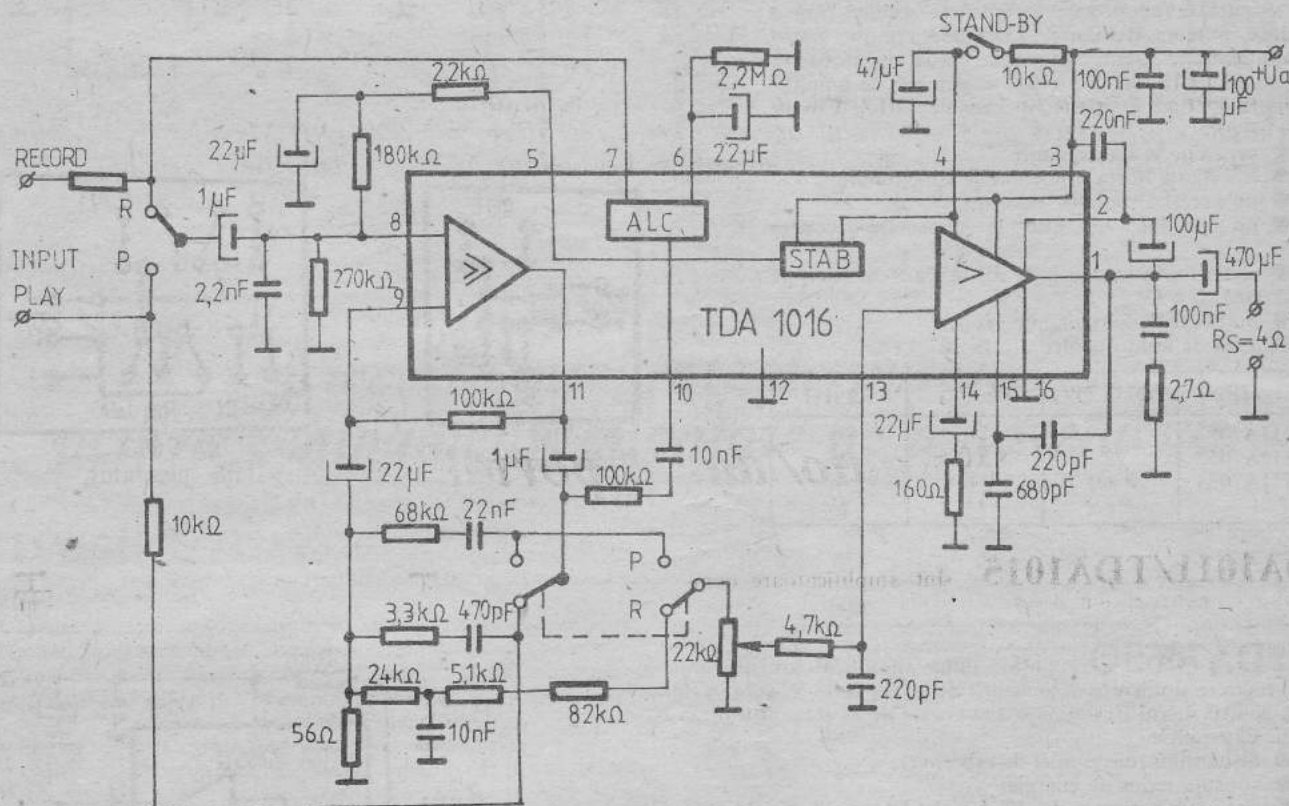 STAND-BY
47µF
10kΩ
100nF
100
µF
+Ua
220nF
2,2kΩ
2,2MΩ
22µF
22µF
180kΩ
5
7
6
4
3
RECORD
R
1µF
P
INPUT
PLAY
2,2nF
270kΩ
8
9
ALC
STAB
2
1
100µF
470µF
100nF
RS=4Ω
2,7Ω
TDA 1016
11
10
12
13
14
15
16
100kΩ
22µF
1µF
100kΩ
10nF
22µF
160Ω
220pF
680pF
10kΩ
68kΩ
22nF
P
R
3,3kΩ
470pF
22kΩ
4,7kΩ
220pF
24kΩ
5,1kΩ
82kΩ
56Ω
10nF
DA1011/TDA1015